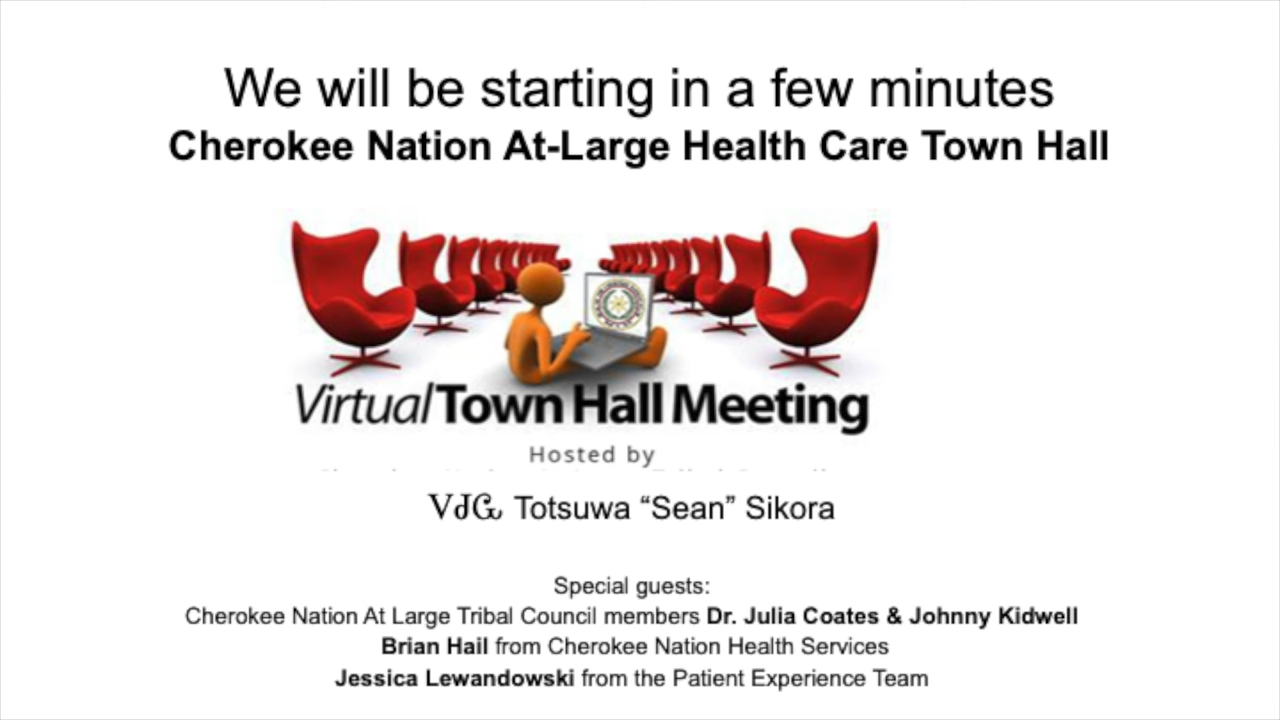 We will be starting in a few minutes
Cherokee Nation At-Large Health Care Town Hall
Virtual Town Hall Meeting
Hosted by
ᏙᏧᏩ Totsuwa “Sean” Sikora
Special guests:
Cherokee Nation At Large Tribal Council members Dr. Julia Coates & Johnny Kidwell
Brian Hail from Cherokee Nation Health Services
Jessica Lewandowski from the Patient Experience Team